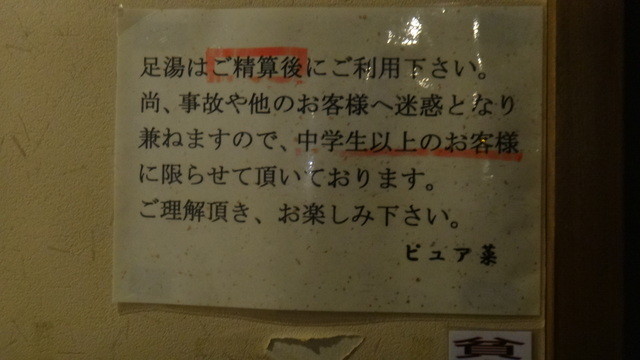 足湯はご精算後にご利用下さい。
尚、事故や他のお客様へ迷惑となり
兼ねますので、中学生以上のお客様
に限らせて頂いております。
ご理解頂き、お楽しみ下さい。
ピュア菜
貧